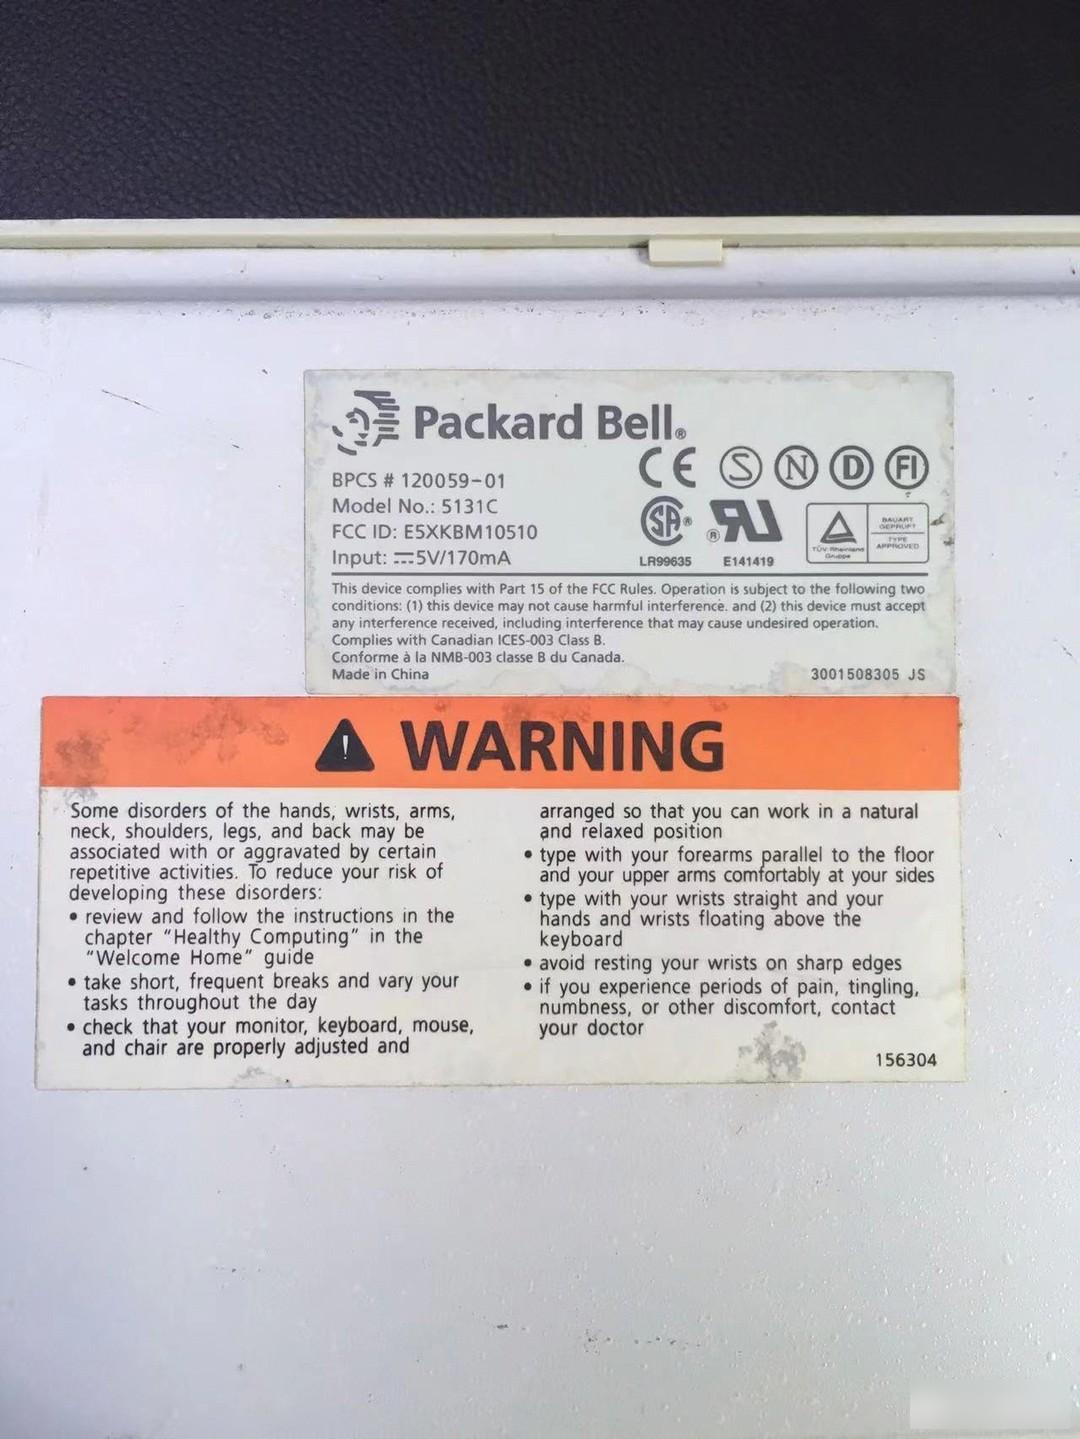 Packard Bell®
BPCS # 120059-01
Model No.: 5131C
FCC ID: E5XKBM10510
Input: ⎓5V/170mA
CE S N D FI
SA®
LR99635
® RU
E141419
TÜV Rheinland
Gruppe
BAUART
GEPRÜFT
TYPE
APPROVED
This device complies with Part 15 of the FCC Rules. Operation is subject to the following two
conditions: (1) this device may not cause harmful interference. and (2) this device must accept
any interference received, including interference that may cause undesired operation.
Complies with Canadian ICES-003 Class B.
Conforme à la NMB-003 classe B du Canada.
Made in China
3001508305 JS
WARNING
Some disorders of the hands, wrists, arms,
neck, shoulders, legs, and back may be
associated with or aggravated by certain
repetitive activities. To reduce your risk of
developing these disorders:
• review and follow the instructions in the
chapter "Healthy Computing" in the
"Welcome Home" guide
• take short, frequent breaks and vary your
tasks throughout the day
• check that your monitor, keyboard, mouse,
and chair are properly adjusted and
arranged so that you can work in a natural
and relaxed position
• type with your forearms parallel to the floor
and your upper arms comfortably at your sides
• type with your wrists straight and your
hands and wrists floating above the
keyboard
• avoid resting your wrists on sharp edges
• if you experience periods of pain, tingling,
numbness, or other discomfort, contact
your doctor
156304